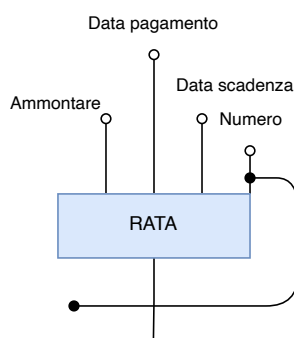 Data pagamento
Data scadenza
Ammontare
Numero
RATA